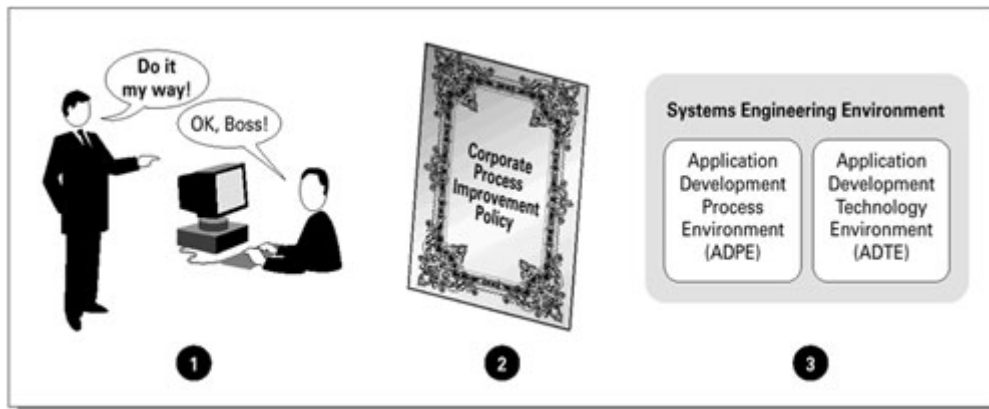 Do it
my way!
OK, Boss!
1
Corporate
Process
Improvement
Policy
2
Systems Engineering Environment
Application
Development
Process
Environment
(ADPE)
Application
Development
Technology
Environment
(ADTE)
3